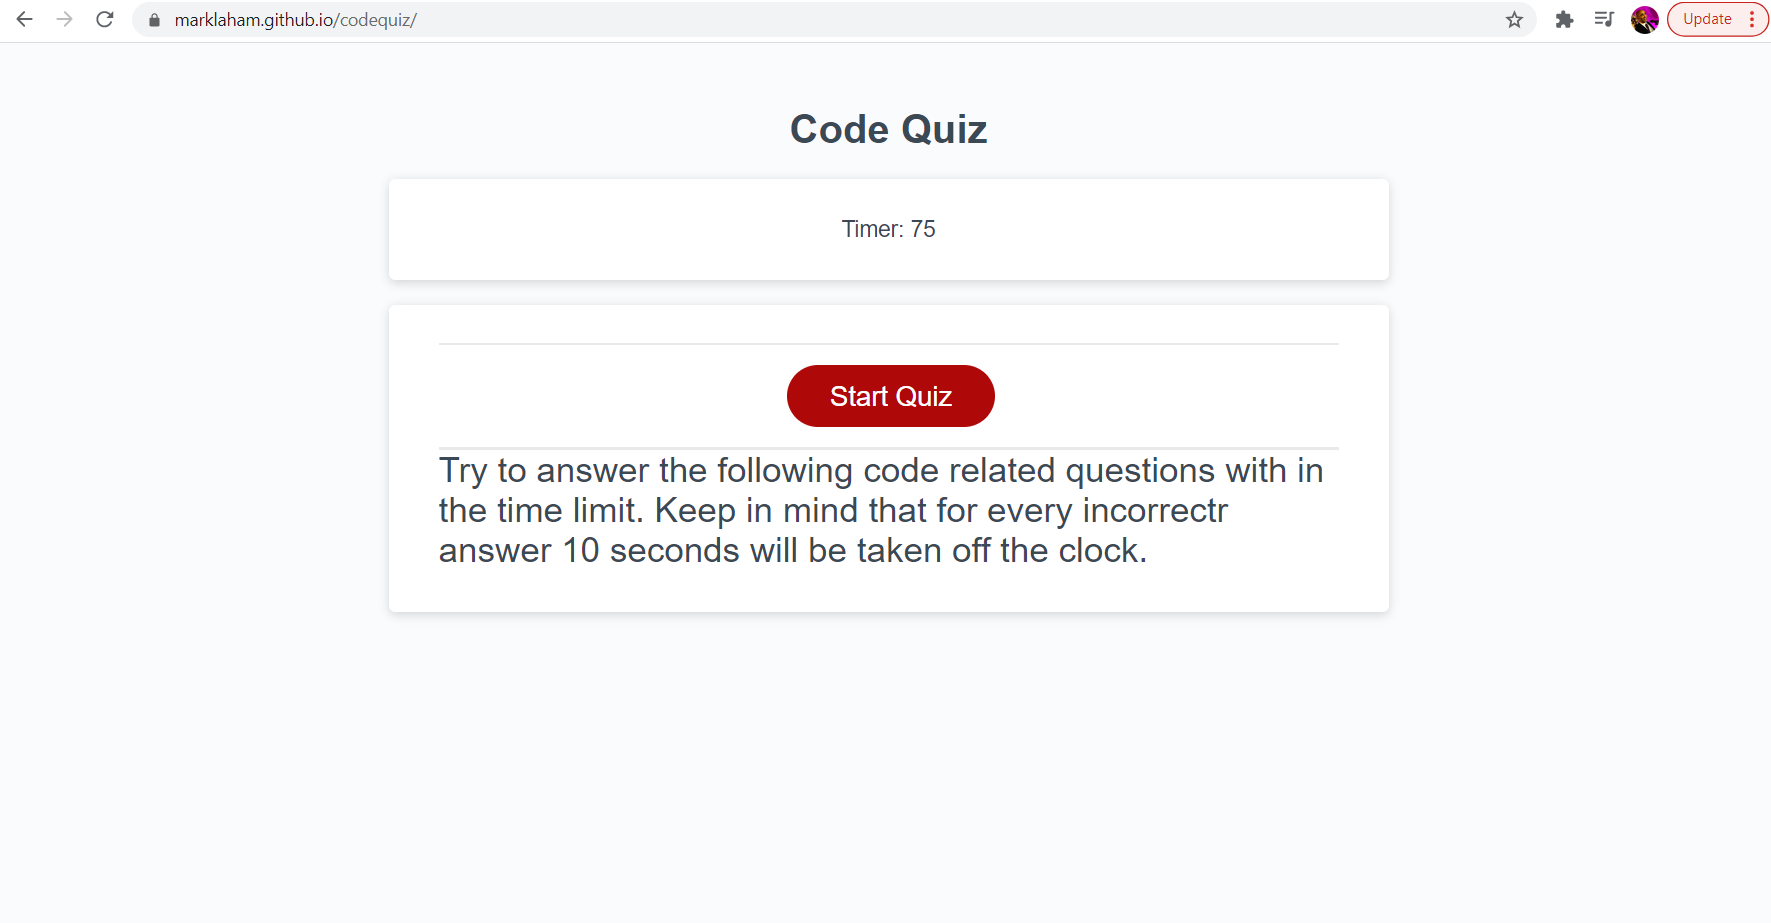 marklaham.github.io/codequiz/
Update
Code Quiz
Timer: 75
Start Quiz
Try to answer the following code related questions with in
the time limit. Keep in mind that for every incorrectr
answer 10 seconds will be taken off the clock.